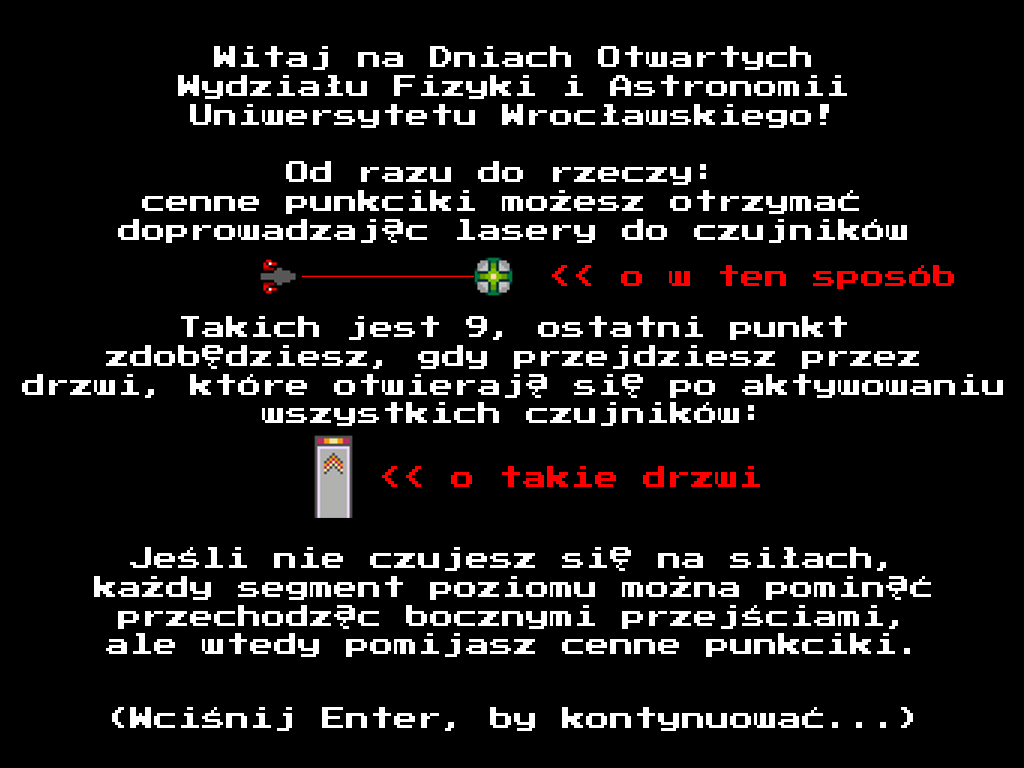 Witaj na Dniach Otwartych
Wydziału Fizyki i Astronomii
Uniwersytetu Wrocławskiego!
Od razu do rzeczy:
cenne punkciki możesz otrzymać
doprowadzając lasery do czujników
<< o w ten sposób
Takich jest 9, ostatni punkt
zdobędziesz, gdy przejdziesz przez
drzwi, które otwierają się po aktywowaniu
wszystkich czujników:
<< o takie drzwi
Jeśli nie czujesz się na siłach,
każdy segment poziomu można pominąć
przechodząc bocznymi przejściami,
ale wtedy pomijasz cenne punkciki.
(Wciśnij Enter, by kontynuować...)